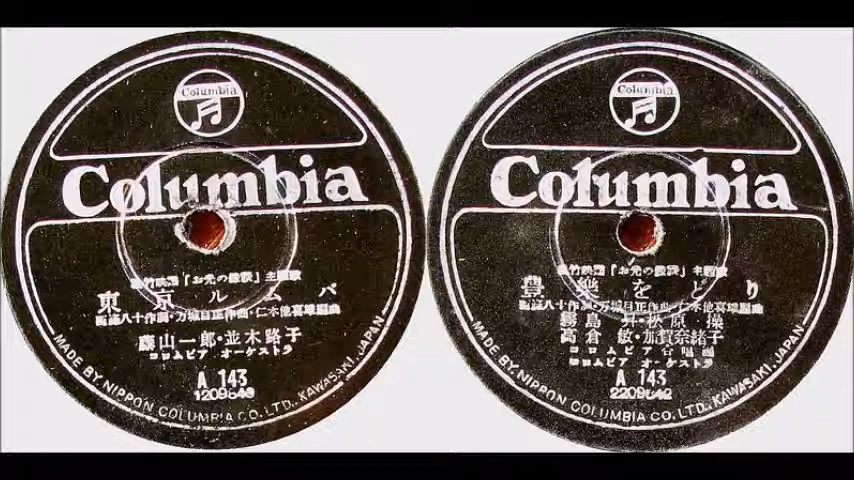 Columbia
Columbia
松竹映画「お光の縁談」主題歌
東京ルムバ
西條八十作詞・万城目正作曲・仁木他喜雄編曲
藤山一郎・並木路子
コロムビア オーケストラ
A 143
MADE BY NIPPON COLUMBIA CO., LTD., KAWASAKI, JAPAN
Columbia
Columbia
松竹映画「お光の縁談」主題歌
豊樂をどり
西條八十作詞・万城目正作曲・仁木他喜雄編曲
霧島昇・松原操
高倉敏・加賀奈緒子
コロムビア合唱團
コロムビア オーケストラ
A 143
MADE BY NIPPON COLUMBIA CO., LTD., KAWASAKI, JAPAN